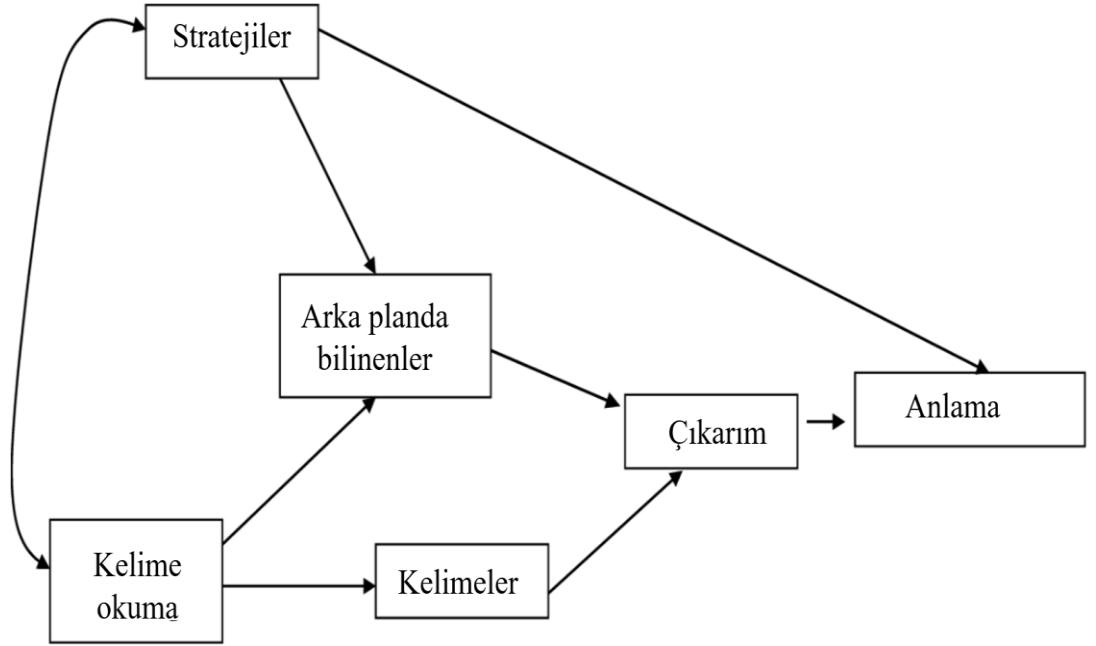 Stratejiler
Arka planda
bilinenler
Çıkarım
Anlama
Kelime
okuma
Kelimeler